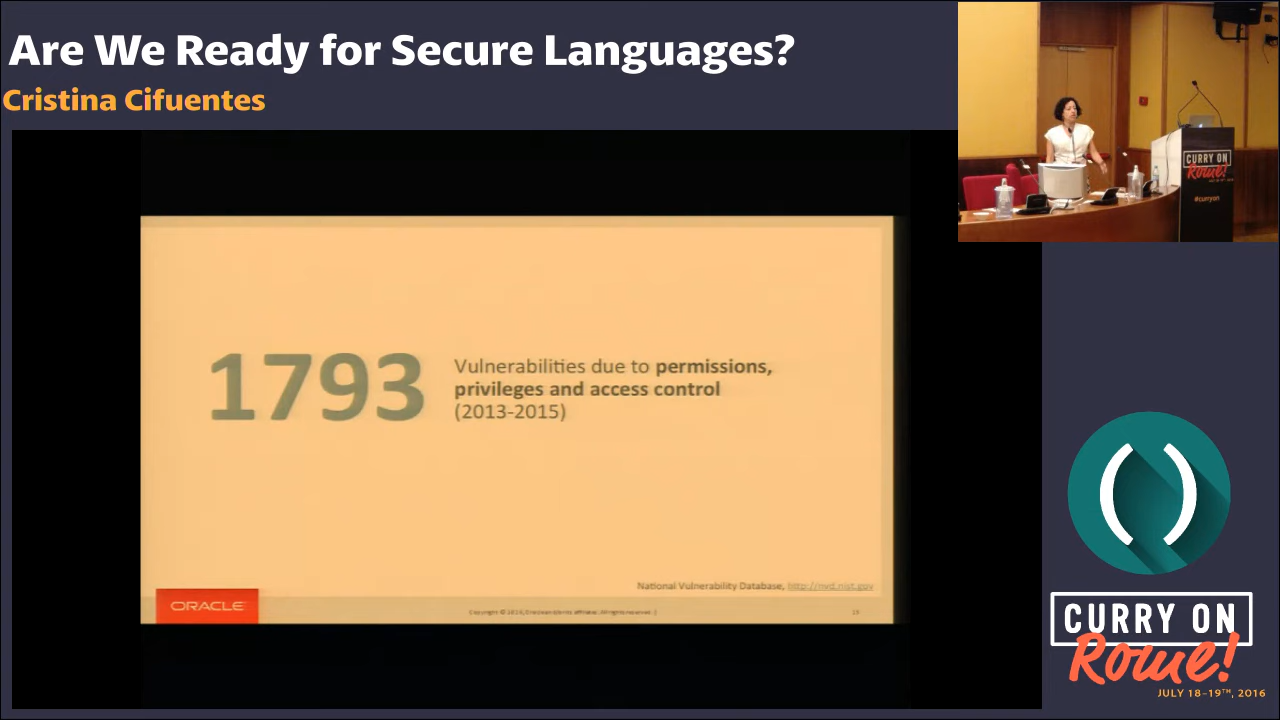 Are We Ready for Secure Languages?
Cristina Cifuentes
1793
Vulnerabilities due to permissions,
privileges and access control
(2013-2015)
National Vulnerability Database, http://nvd.nist.gov
ORACLE
CURRY ON
Rome!
#curryon
CURRY ON
Rome!
JULY 18-19TH, 2016